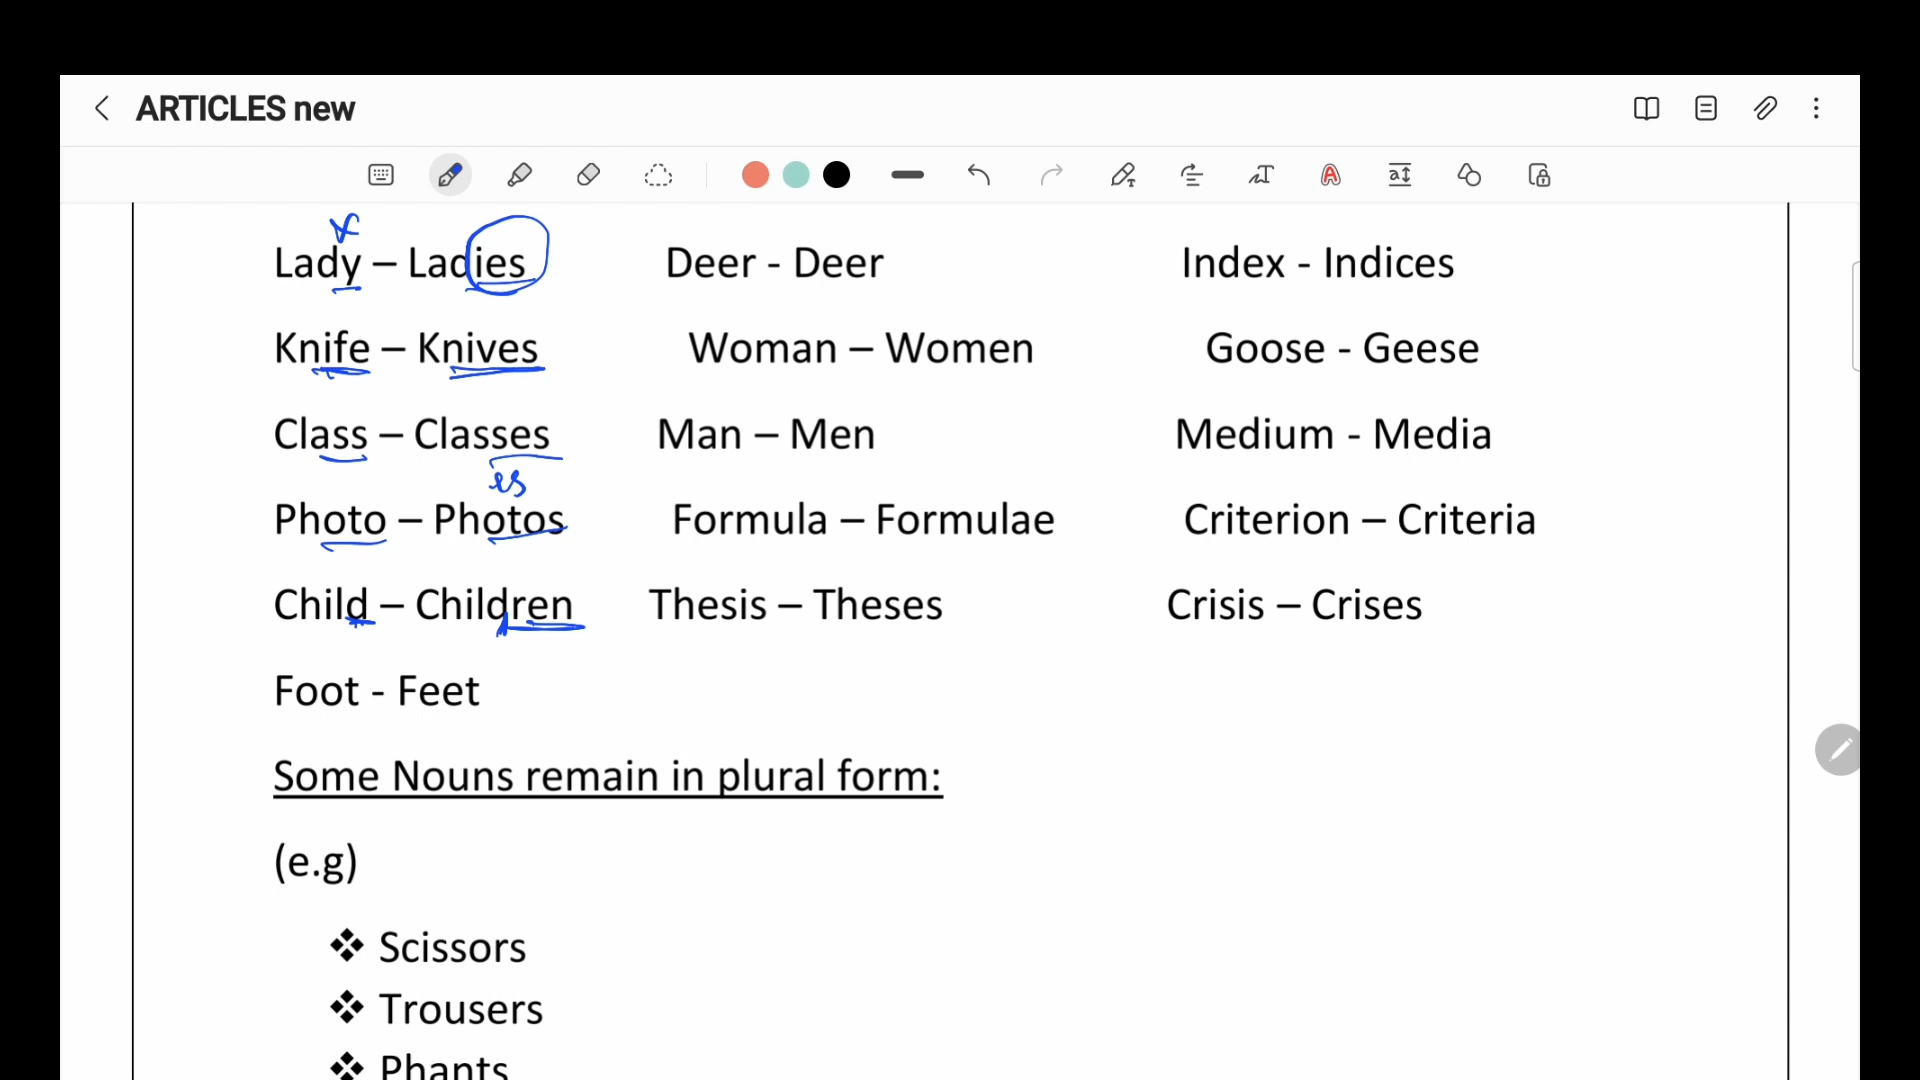 ARTICLES new
Lady – Ladies Deer - Deer Index - Indices
Knife – Knives Woman – Women Goose - Geese
Class – Classes Man – Men Medium - Media
es
Photo – Photos Formula – Formulae Criterion – Criteria
Child – Children Thesis – Theses Crisis – Crises
Foot - Feet
Some Nouns remain in plural form:
(e.g)
❖ Scissors
❖ Trousers
❖ Phants